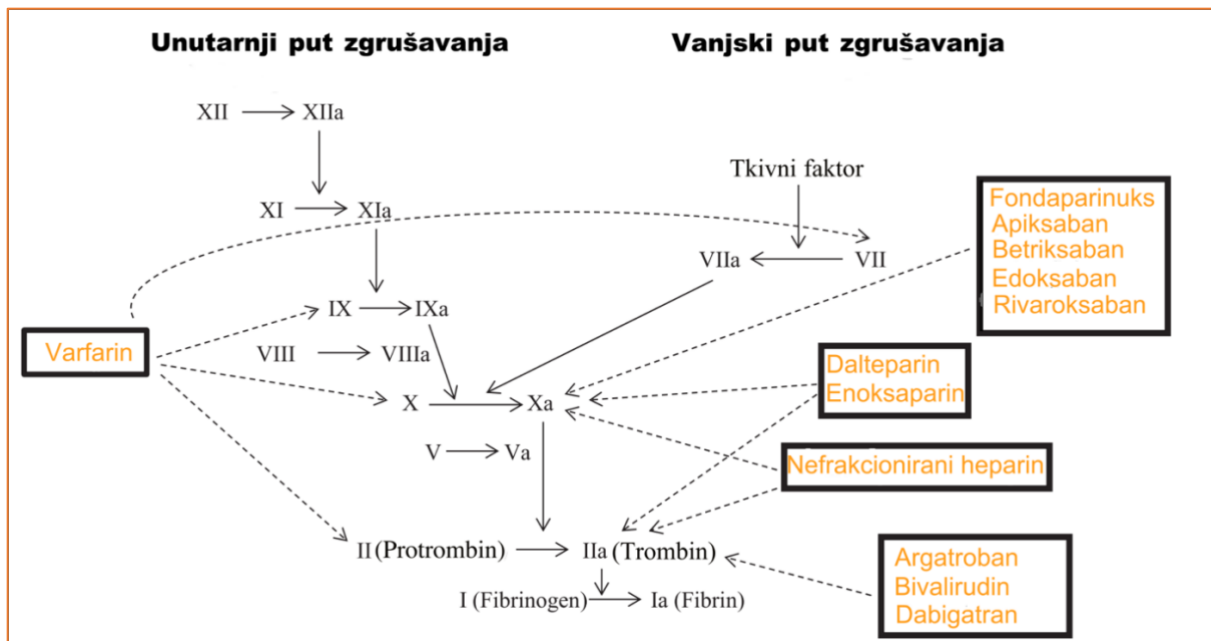 Unutarnji put zgrušavanja
Vanjski put zgrušavanja
XII
XIIa
Tkivni faktor
XI
XIa
VIIa
VII
Fondaparinuks
Apiksaban
Betriksaban
Edoksaban
Rivaroksaban
IX
IXa
Varfarin
VIII
VIIIa
Dalteparin
Enoksaparin
X
Xa
V
Va
Nefrakcionirani heparin
II (Protrombin)
IIa (Trombin)
Argatroban
Bivalirudin
Dabigatran
I (Fibrinogen)
Ia (Fibrin)